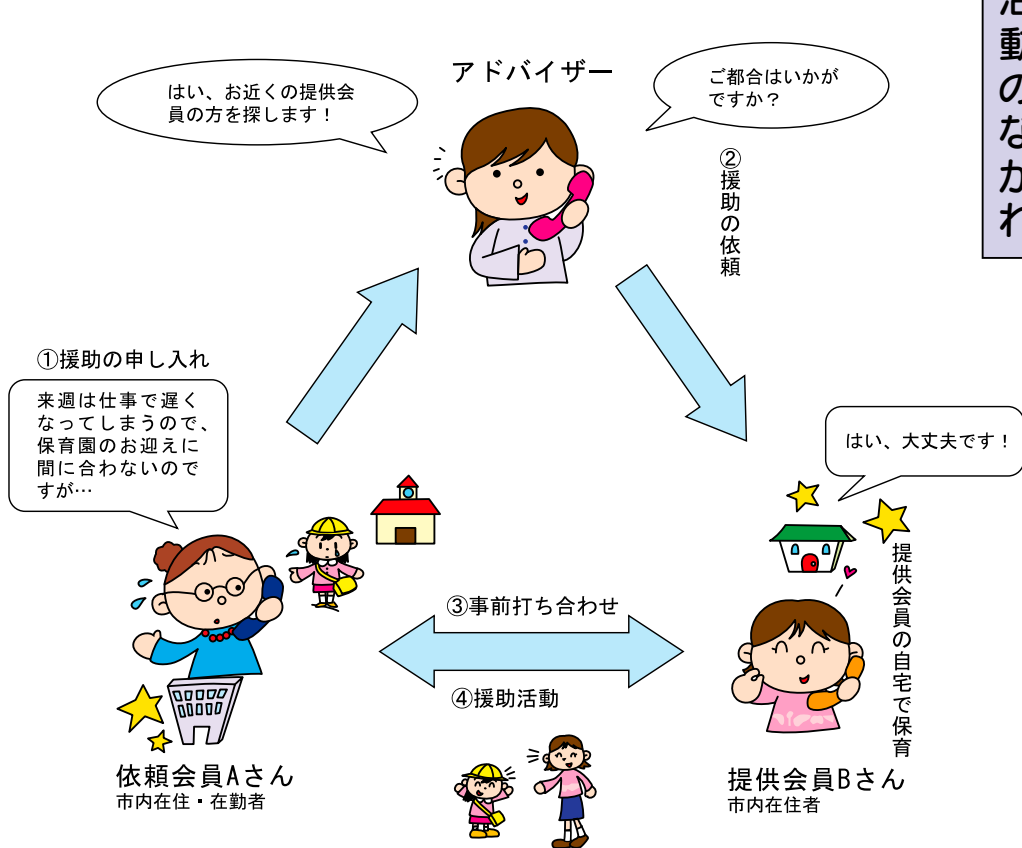 活動のながれ
アドバイザー
はい、お近くの提供会
員の方を探します！
ご都合はいかが
ですか？
②援助の依頼
①援助の申し入れ
来週は仕事で遅く
なってしまうので、
保育園のお迎えに
間に合わないので
すが…
はい、大丈夫です！
提供会員の自宅で保育
③事前打ち合わせ
④援助活動
依頼会員Aさん
市内在住・在勤者
提供会員Bさん
市内在住者